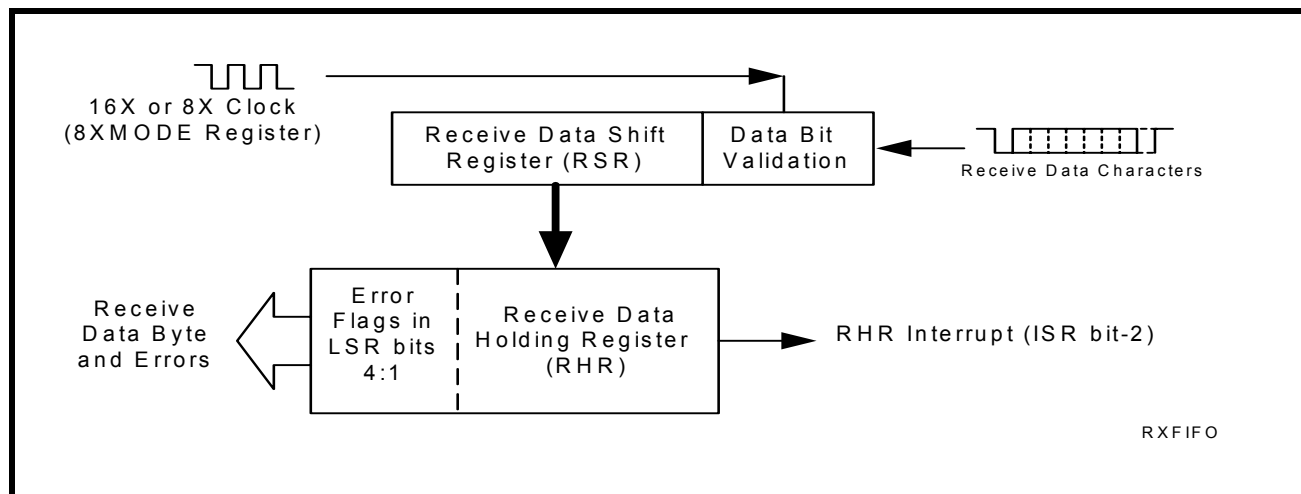 16X or 8X Clock
(8XMODE Register)
Receive Data Shift
Register (RSR)
Data Bit
Validation
Receive Data Characters
Receive
Data Byte
and Errors
Error
Flags in
LSR bits
4:1
Receive Data
Holding Register
(RHR)
RHR Interrupt (ISR bit-2)
RXFIFO